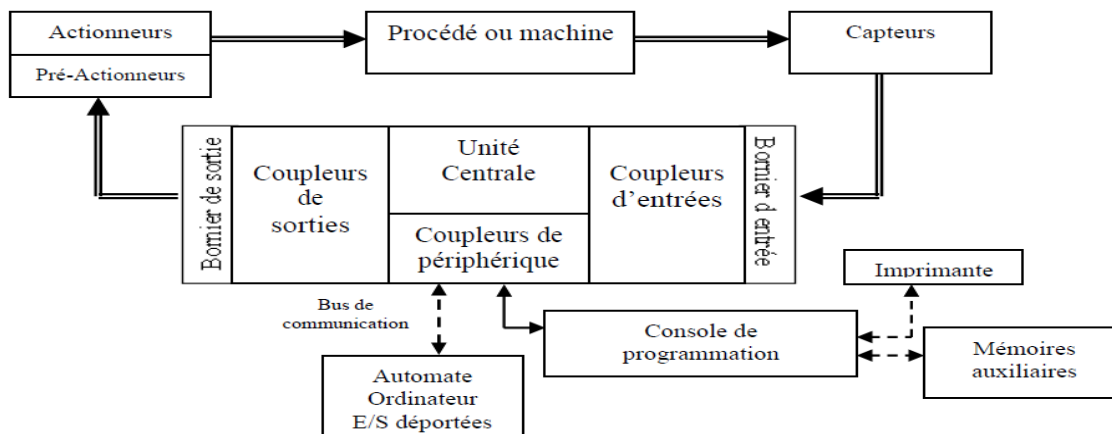 Actionneurs
Pré-Actionneurs
Procédé ou machine
Capteurs
Bornier de sortie
Coupleurs
de
sorties
Unité
Centrale
Coupleurs de
périphérique
Coupleurs
d'entrées
Bornier d entrée
Bus de
communication
Automate
Ordinateur
E/S déportées
Console de
programmation
Imprimante
Mémoires
auxiliaires